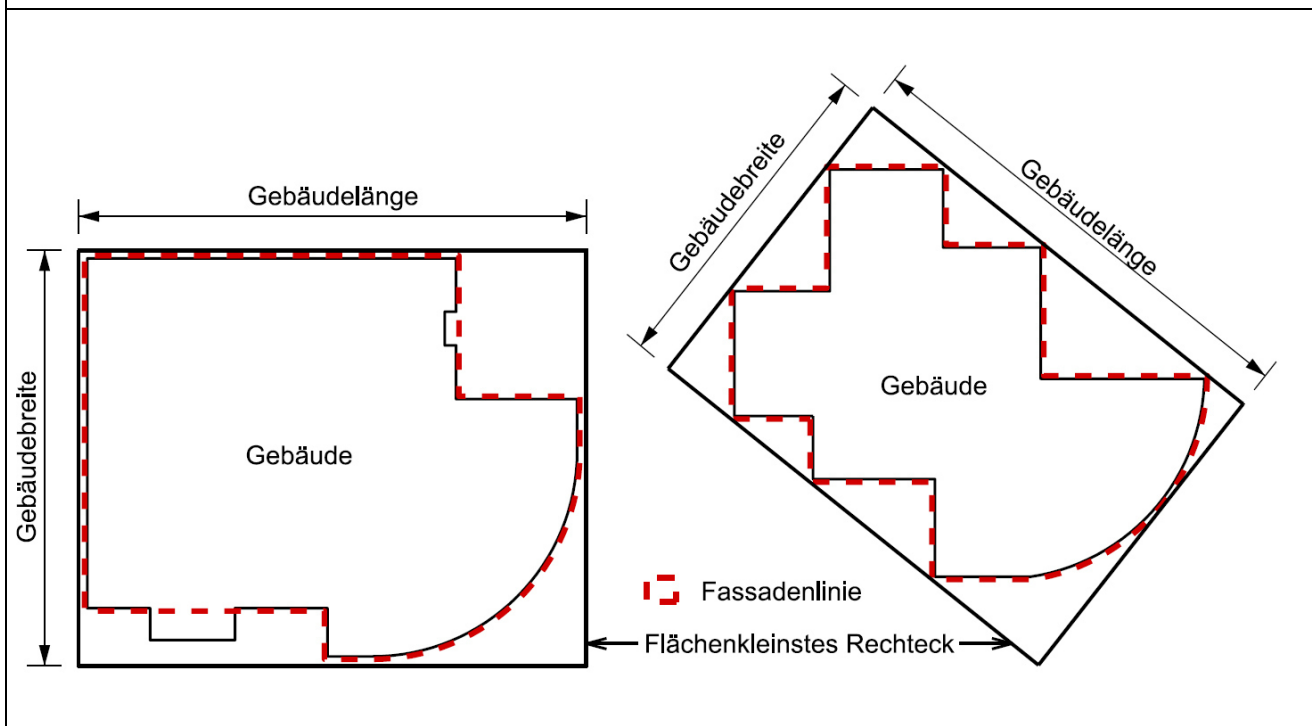 Gebäudelänge
Gebäudebreite
Gebäude
Gebäudebreite
Gebäudelänge
Gebäude
Fassadenlinie
Flächenkleinstes Rechteck